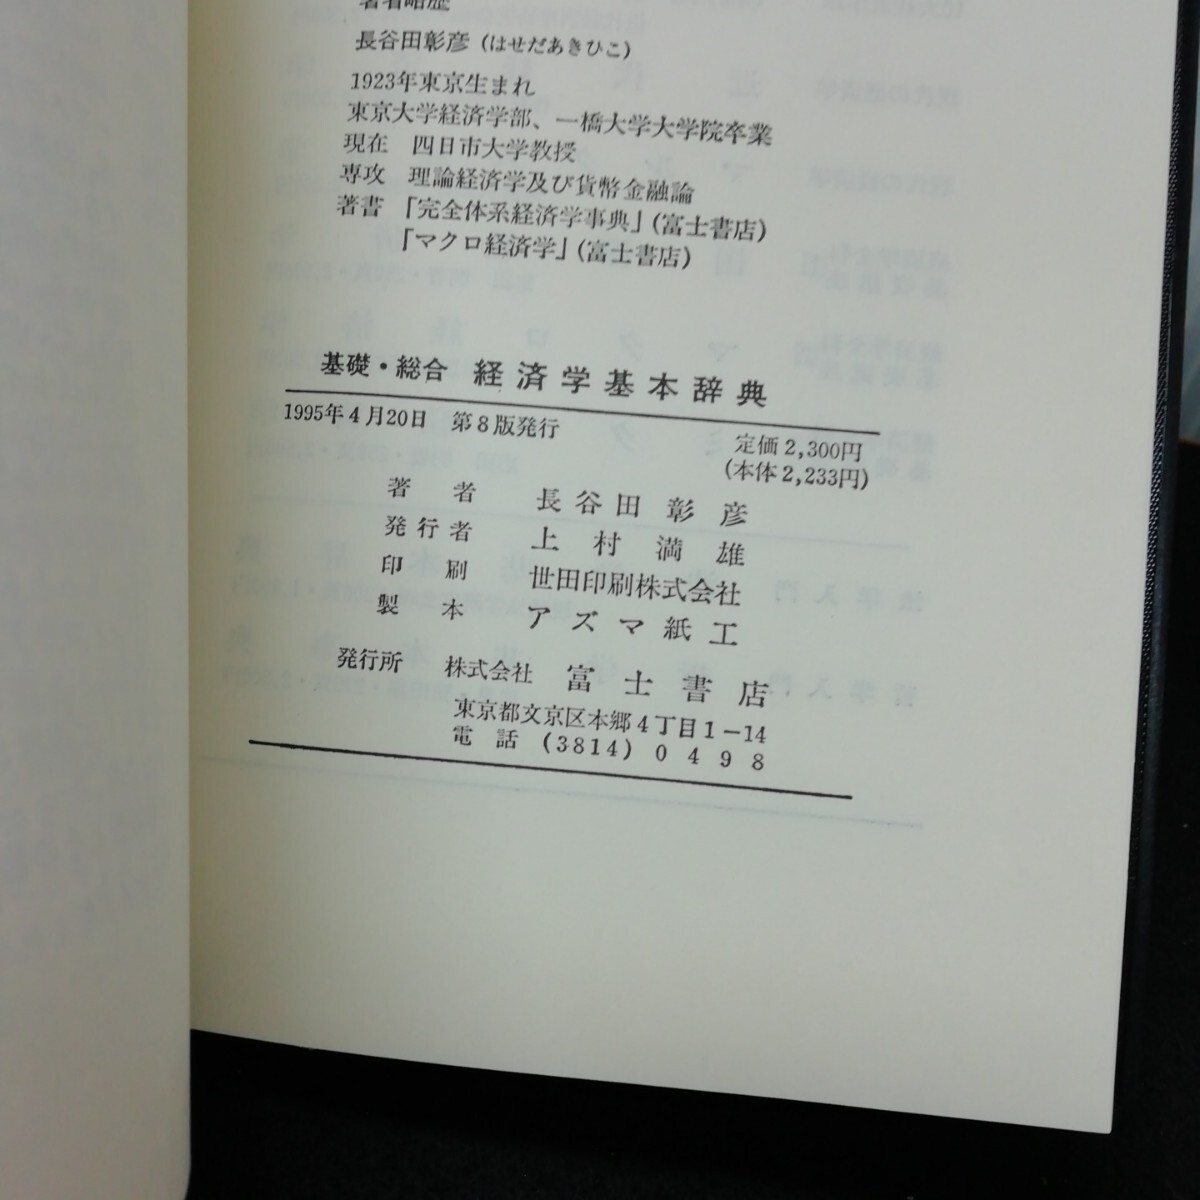 著者略歴
長谷田彰彦(はせだあきひこ)
1923年東京生まれ
東京大学経済学部、一橋大学大学院卒業
現在 四日市大学教授
専攻 理論経済学及び貨幣金融論
著書 「完全体系経済学事典」(富士書店)
「マクロ経済学」(富士書店)
基礎・総合 経済学基本辞典
1995年4月20日 第8版発行
定価2,300円
(本体2,233円)
著者 長谷田彰彦
発行者 上村満雄
印刷 世田印刷株式会社
製本 アズマ紙工
発行所 株式会社 富士書店
東京都文京区本郷4丁目1−14
電話 (3814) 0498